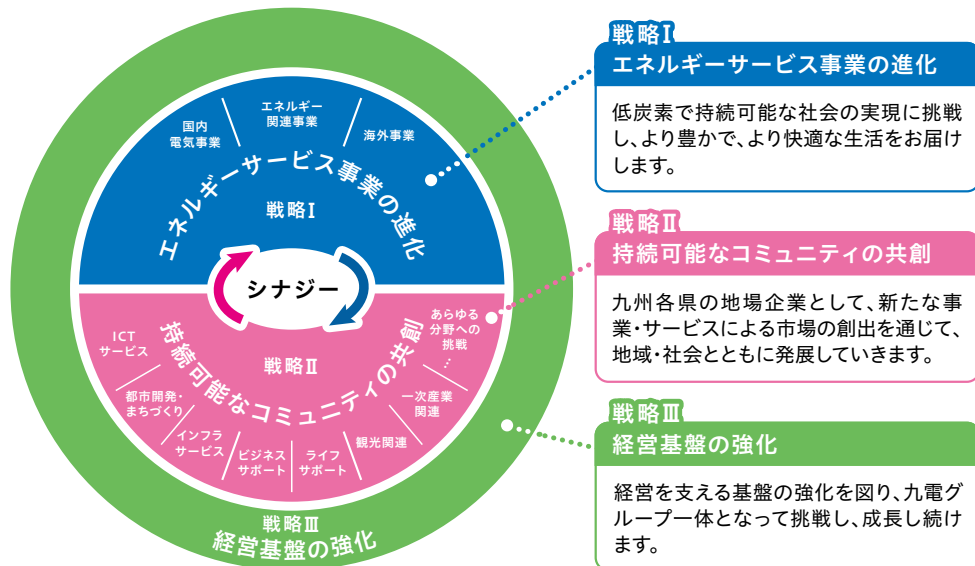 国内
電気事業
エネルギー
関連事業
海外事業
エネルギーサービス事業の進化
戦略Ⅰ
シナジー
戦略Ⅱ
持続可能なコミュニティの共創
ICT
サービス
都市開発・
まちづくり
インフラ
サービス
ビジネス
サポート
ライフ
サポート
観光関連
一次産業
関連
あらゆる
分野への
挑戦
…
戦略Ⅲ
経営基盤の強化
戦略Ⅰ
エネルギーサービス事業の進化
低炭素で持続可能な社会の実現に挑戦
し、より豊かで、より快適な生活をお届け
します。
戦略Ⅱ
持続可能なコミュニティの共創
九州各県の地場企業として、新たな事
業・サービスによる市場の創出を通じて、
地域・社会とともに発展していきます。
戦略Ⅲ
経営基盤の強化
経営を支える基盤の強化を図り、九電グ
ループ一体となって挑戦し、成長し続け
ます。